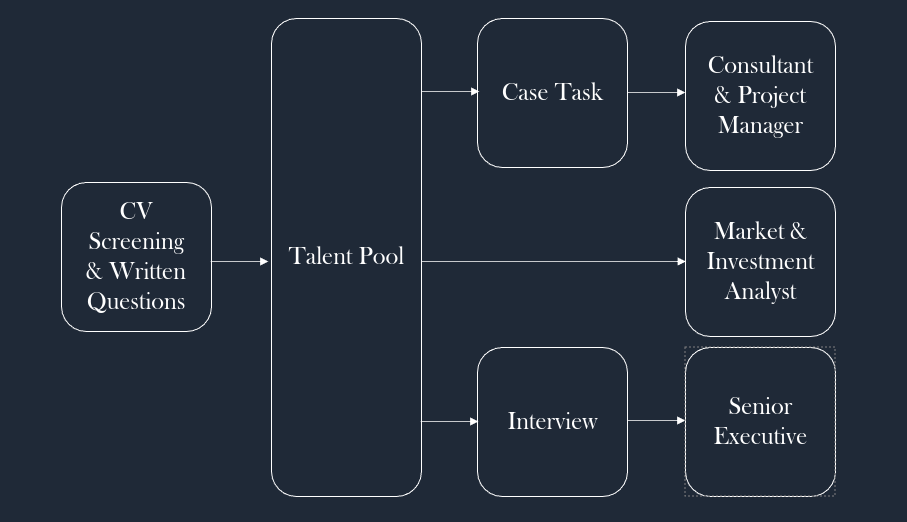 CV
Screening
& Written
Questions
Talent Pool
Case Task
Consultant
& Project
Manager
Market &
Investment
Analyst
Interview
Senior
Executive